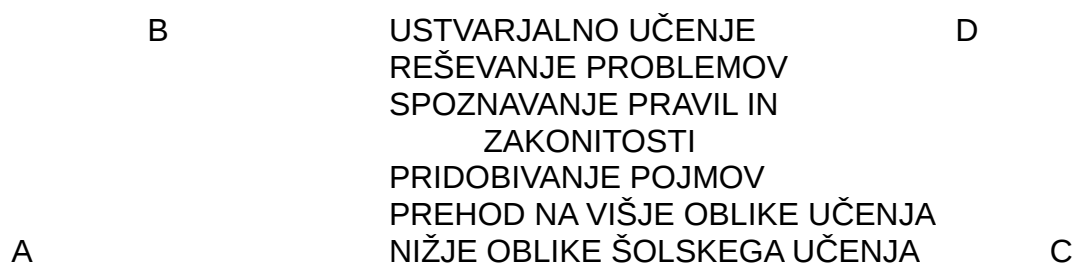 B USTVARJALNO UČENJE D
REŠEVANJE PROBLEMOV
SPOZNAVANJE PRAVIL IN
ZAKONITOSTI
PRIDOBIVANJE POJMOV
PREHOD NA VIŠJE OBLIKE UČENJA
A NIŽJE OBLIKE ŠOLSKEGA UČENJA C